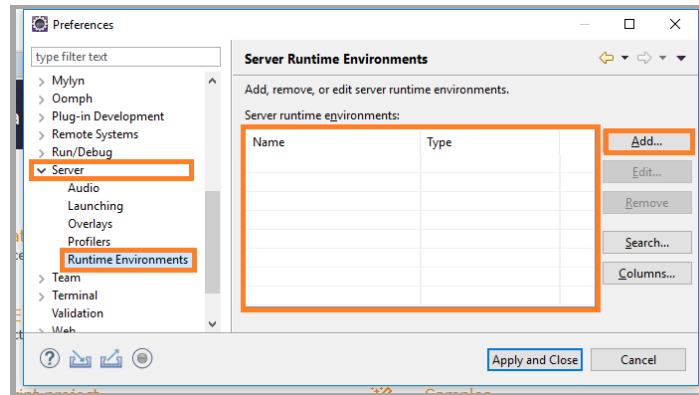 Preferences
type filter text
Mylyn
Oomph
Plug-in Development
Remote Systems
Run/Debug
Server
Audio
Launching
Overlays
Profilers
Runtime Environments
Team
Terminal
Validation
Web
Server Runtime Environments
Add, remove, or edit server runtime environments.
Server runtime environments:
Name Type
Add...
Edit...
Remove
Search...
Columns...
Apply and Close Cancel